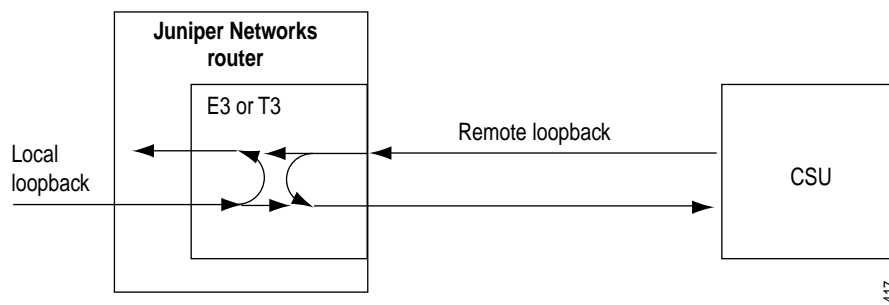 Juniper Networks
router
E3 or T3
Remote loopback
Local
loopback
CSU